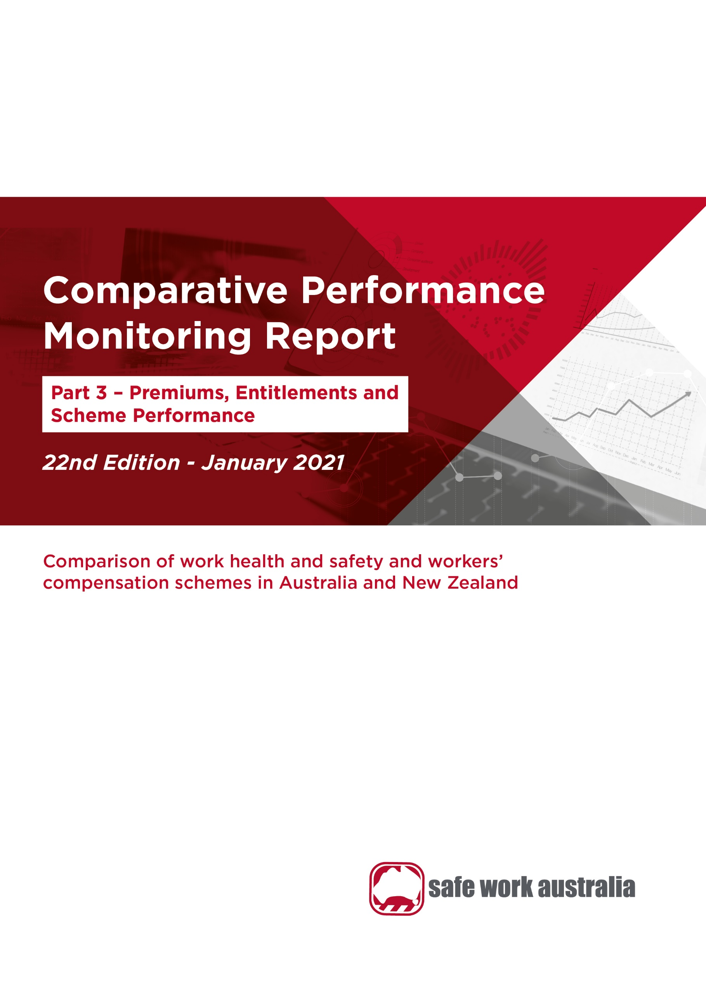 Comparative Performance
Monitoring Report
Part 3 – Premiums, Entitlements and
Scheme Performance
22nd Edition - January 2021
Comparison of work health and safety and workers’
compensation schemes in Australia and New Zealand
safe work australia